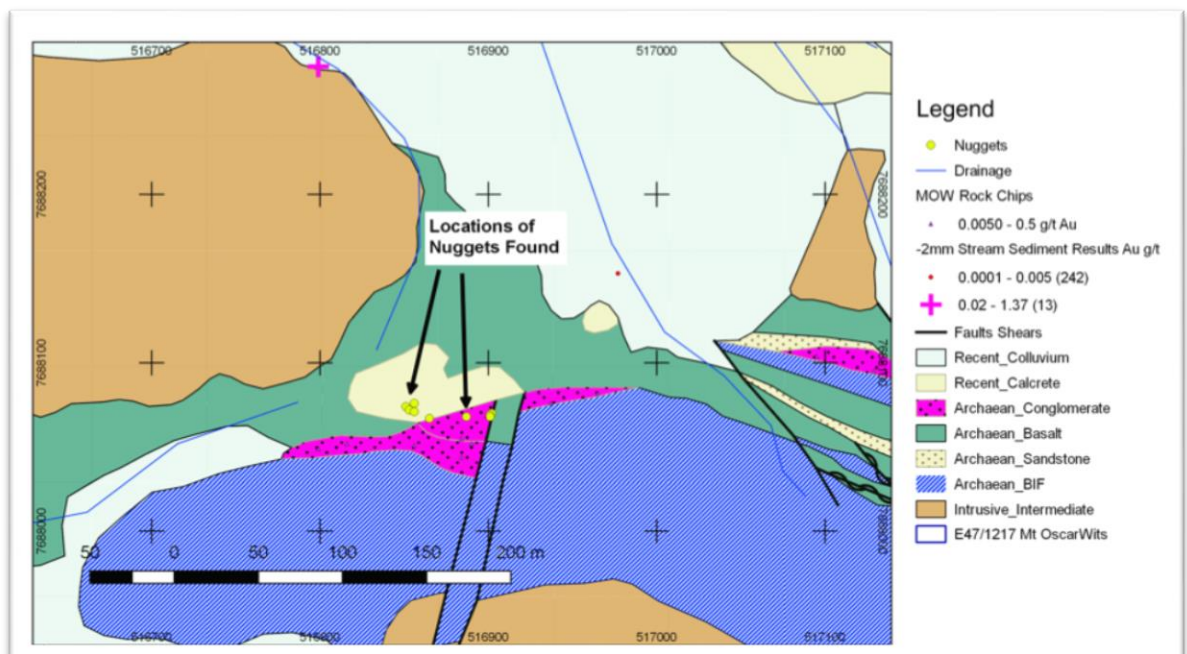 516700 516800 516900 517000 517100
7688200 7688200
Locations of
Nuggets Found
7688100
7688000 7688000
50 0 50 100 150 200 m
516700 516800 516900 517000 517100
Legend
Nuggets
Drainage
MOW Rock Chips
0.0050 - 0.5 g/t Au
-2mm Stream Sediment Results Au g/t
0.0001 - 0.005 (242)
0.02 - 1.37 (13)
Faults Shears
Recent_Colluvium
Recent_Calcrete
Archaean_Conglomerate
Archaean_Basalt
Archaean_Sandstone
Archaean_BIF
Intrusive_Intermediate
E47/1217 Mt OscarWits